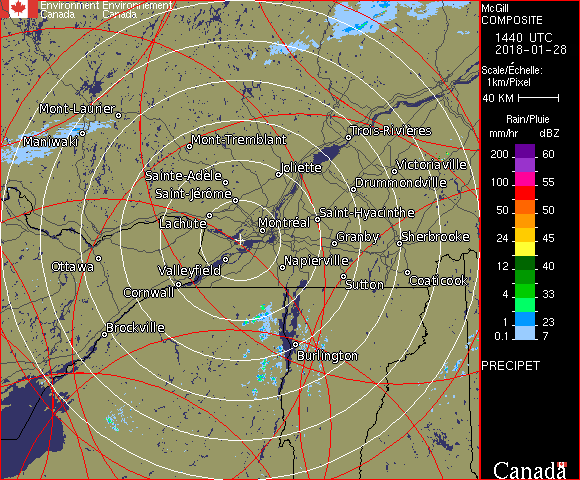 Environment Environnement
Canada Canada
McGill
COMPOSITE
1440 UTC
2018-01-28
Scale/Échelle:
1km/Pixel
40 KM
Rain/Pluie
mm/hr dBZ
200 60
100 55
50 50
24 45
12 40
4 33
1 23
0.1 7
PRECIPET
Canada
Mont-Laurier
Maniwaki
Mont-Tremblant
Trois-Rivières
Sainte-Adèle
Joliette
Victoriaville
Saint-Jérôme
Drummondville
Lachute
Montréal
Saint-Hyacinthe
Granby
Sherbrooke
Ottawa
Valleyfield
Napierville
Cornwall
Sutton
Coaticook
Brockville
Burlington